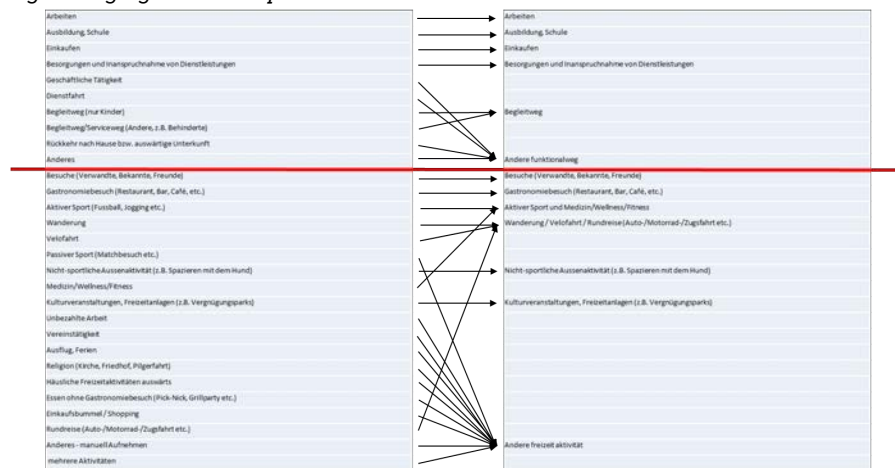 Arbeiten
Ausbildung, Schule
Einkaufen
Besorgungen und Inanspruchnahme von Dienstleistungen
Geschäftliche Tätigkeit
Dienstfahrt
Begleitweg (nur Kinder)
Begleitweg/Serviceweg (Andere, z.B. Behinderte)
Rückkehr nach Hause bzw. auswärtige Unterkunft
Anderes
Besuche (Verwandte, Bekannte, Freunde)
Gastronomiebesuch (Restaurant, Bar, Café, etc.)
Aktiver Sport (Fussball, Jogging etc.)
Wanderung
Velofahrt
Passiver Sport (Matchbesuch etc.)
Nicht-sportliche Aussenaktivität (z.B. Spazieren mit dem Hund)
Medizin/Wellness/Fitness
Kulturveranstaltungen, Freizeitanlagen (z.B. Vergnügungsparks)
Unbezahlte Arbeit
Vereinstätigkeit
Ausflug, Ferien
Religion (Kirche, Friedhof, Pilgerfahrt)
Häusliche Freizeitaktivitäten auswärts
Essen ohne Gastronomiebesuch (Pick-Nick, Grillparty etc.)
Einkaufsbummel / Shopping
Rundreise (Auto-/Motorrad-/Zugsfahrt etc.)
Anderes - manuell Aufnehmen
mehrere Aktivitäten
Arbeiten
Ausbildung, Schule
Einkaufen
Besorgungen und Inanspruchnahme von Dienstleistungen
Begleitweg
Andere funktionalweg
Besuche (Verwandte, Bekannte, Freunde)
Gastronomiebesuch (Restaurant, Bar, Café, etc.)
Aktiver Sport und Medizin/Wellness/Fitness
Wanderung / Velofahrt / Rundreise (Auto-/Motorrad-/Zugsfahrt etc.)
Nicht-sportliche Aussenaktivität (z.B. Spazieren mit dem Hund)
Kulturveranstaltungen, Freizeitanlagen (z.B. Vergnügungsparks)
Andere freizeit aktivität